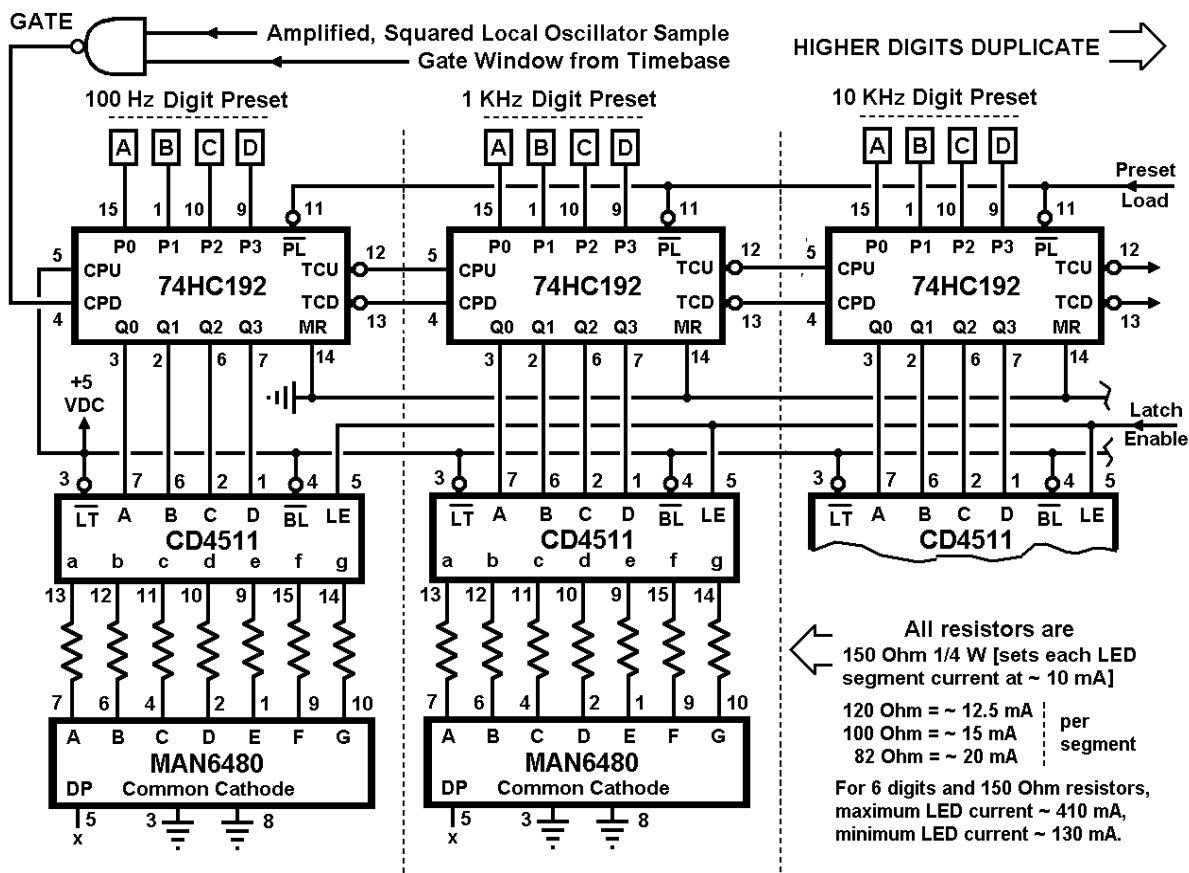 GATE
Amplified, Squared Local Oscillator Sample
Gate Window from Timebase
HIGHER DIGITS DUPLICATE
100 Hz Digit Preset
1 KHz Digit Preset
10 KHz Digit Preset
A B C D
A B C D
A B C D
Preset
Load
15 1 10 9 11
15 1 10 9 11
15 1 10 9 11
P0 P1 P2 P3 PL
P0 P1 P2 P3 PL
P0 P1 P2 P3 PL
5 CPU TCU 12
5 CPU TCU 12
5 CPU TCU 12
74HC192
74HC192
74HC192
4 CPD TCD 13
4 CPD TCD 13
4 CPD TCD 13
Q0 Q1 Q2 Q3 MR
Q0 Q1 Q2 Q3 MR
Q0 Q1 Q2 Q3 MR
3 2 6 7 14
3 2 6 7 14
3 2 6 7 14
+5
VDC
Latch
Enable
3 7 6 2 1 4 5
3 7 6 2 1 4 5
3 7 6 2 1 4 5
LT A B C D BL LE
LT A B C D BL LE
LT A B C D BL LE
CD4511
CD4511
CD4511
a b c d e f g
a b c d e f g
13 12 11 10 9 15 14
13 12 11 10 9 15 14
All resistors are
150 Ohm 1/4 W [sets each LED
segment current at ~ 10 mA]
120 Ohm = ~ 12.5 mA
100 Ohm = ~ 15 mA
82 Ohm = ~ 20 mA
per
segment
For 6 digits and 150 Ohm resistors,
maximum LED current ~ 410 mA,
minimum LED current ~ 130 mA.
7 6 4 2 1 9 10
7 6 4 2 1 9 10
A B C D E F G
A B C D E F G
MAN6480
MAN6480
DP Common Cathode
DP Common Cathode
5 3 8
5 3 8
x
x